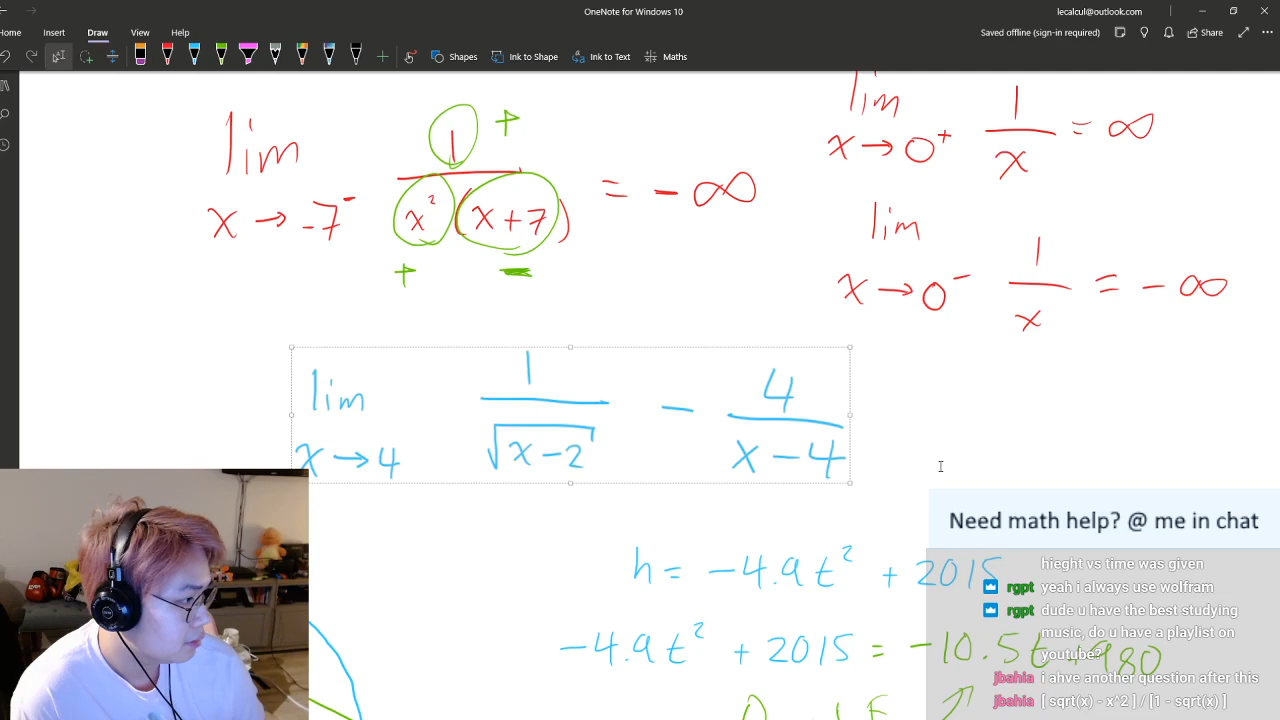 OneNote for Windows 10
lecalcul@outlook.com
Home Insert Draw View Help
Saved offline (sign-in required)
Share
Shapes
Ink to Shape
Ink to Text
Maths
lim x → -7⁻ 1 / x² (x + 7) = - ∞
+
+ -
lim x → 0⁺ 1 / x = ∞
lim x → 0⁻ 1 / x = - ∞
lim x → 4 1 / √x - 2 - 4 / x - 4
h = -4.9t² + 2015
-4.9t² + 2015 = -10.5t 980
Need math help? @ me in chat
hieght vs time was given
rgpt yeah i always use wolfram
rgpt dude u have the best studying
music, do u have a playlist on
youtube?
jbahia i ahve another question after this
jbahia [ sqrt(x) - x^2 ] / [1 - sqrt(x) ]